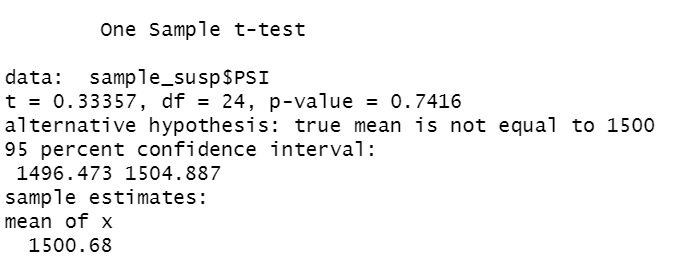 One Sample t-test
data: sample_susp$PSI
t = 0.33357, df = 24, p-value = 0.7416
alternative hypothesis: true mean is not equal to 1500
95 percent confidence interval:
1496.473 1504.887
sample estimates:
mean of x
1500.68